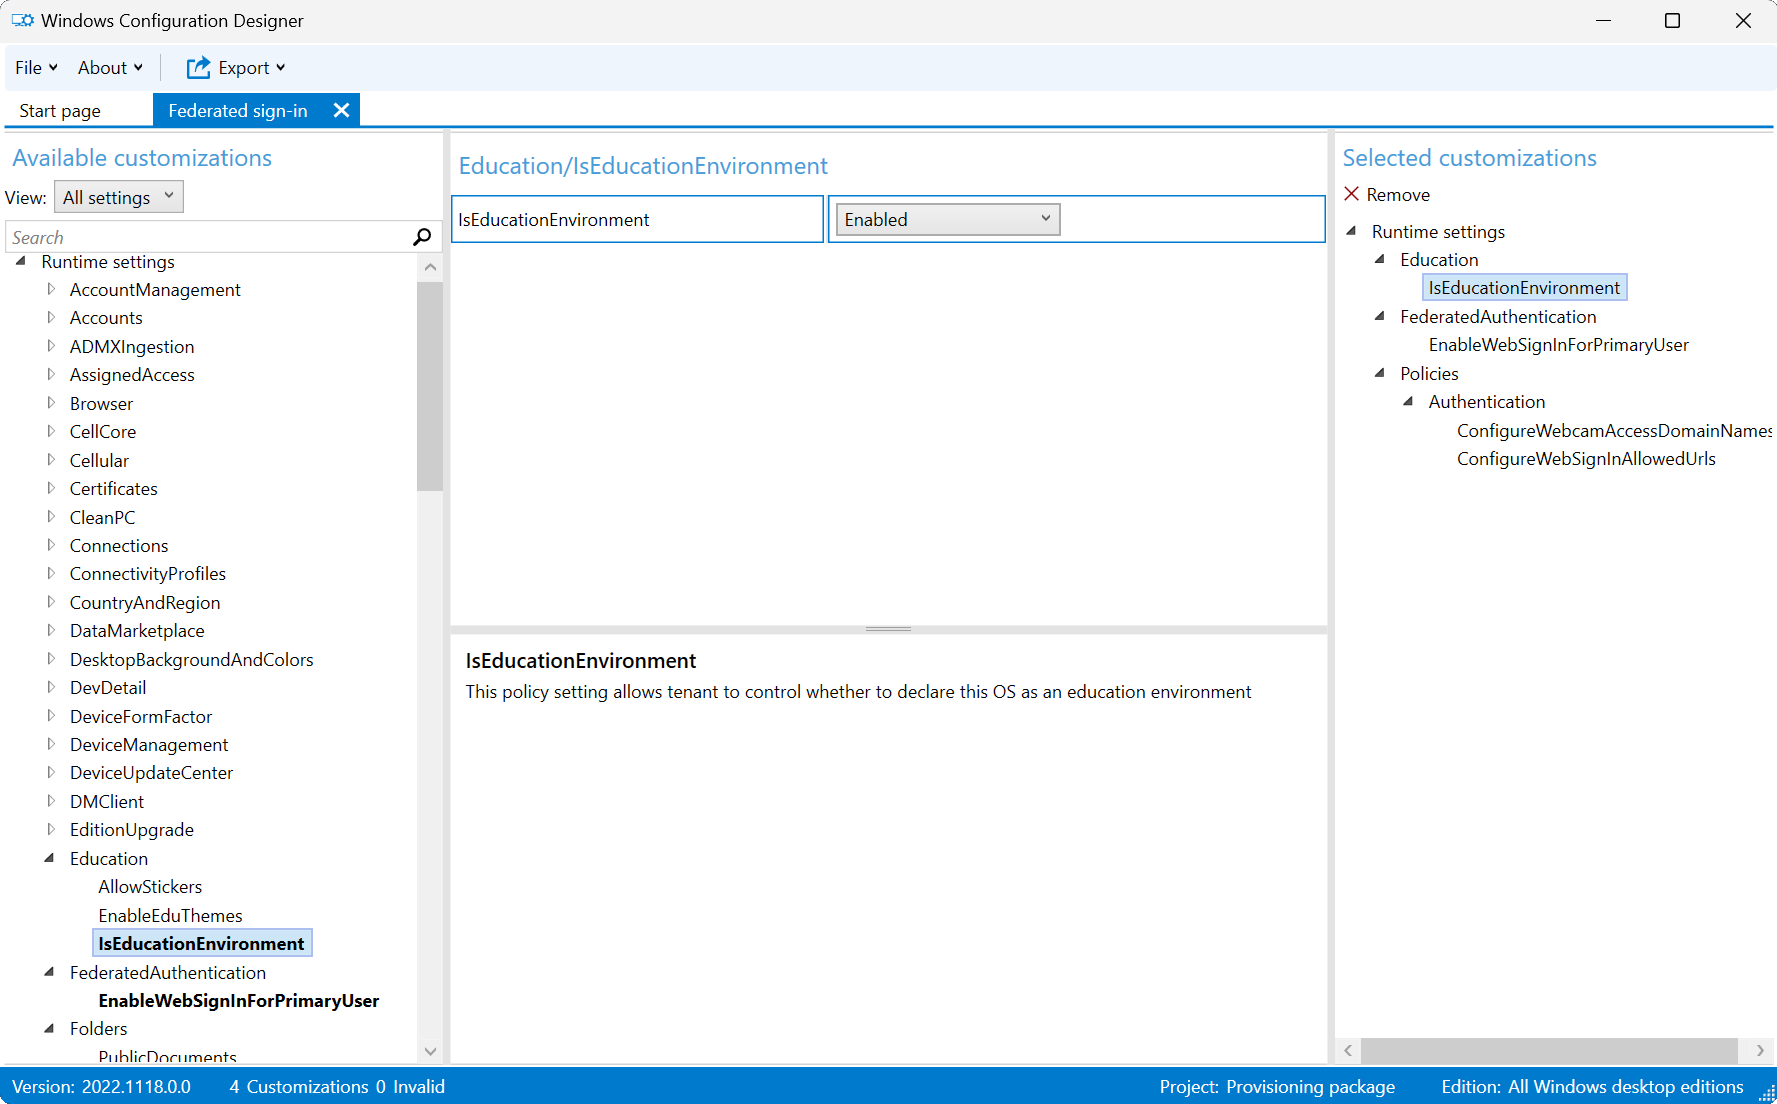 Windows Configuration Designer
File About Export
Start page Federated sign-in
Available customizations
View: All settings
Search
Runtime settings
AccountManagement
Accounts
ADMXIngestion
AssignedAccess
Browser
CellCore
Cellular
Certificates
CleanPC
Connections
ConnectivityProfiles
CountryAndRegion
DataMarketplace
DesktopBackgroundAndColors
DevDetail
DeviceFormFactor
DeviceManagement
DeviceUpdateCenter
DMClient
EditionUpgrade
Education
AllowStickers
EnableEduThemes
IsEducationEnvironment
FederatedAuthentication
EnableWebSignInForPrimaryUser
Folders
PublicDocuments
Education/IsEducationEnvironment
IsEducationEnvironment Enabled
IsEducationEnvironment
This policy setting allows tenant to control whether to declare this OS as an education environment
Selected customizations
Remove
Runtime settings
Education
IsEducationEnvironment
FederatedAuthentication
EnableWebSignInForPrimaryUser
Policies
Authentication
ConfigureWebcamAccessDomainNames
ConfigureWebSignInAllowedUrls
Version: 2022.1118.0.0 4 Customizations 0 Invalid Project: Provisioning package Edition: All Windows desktop editions